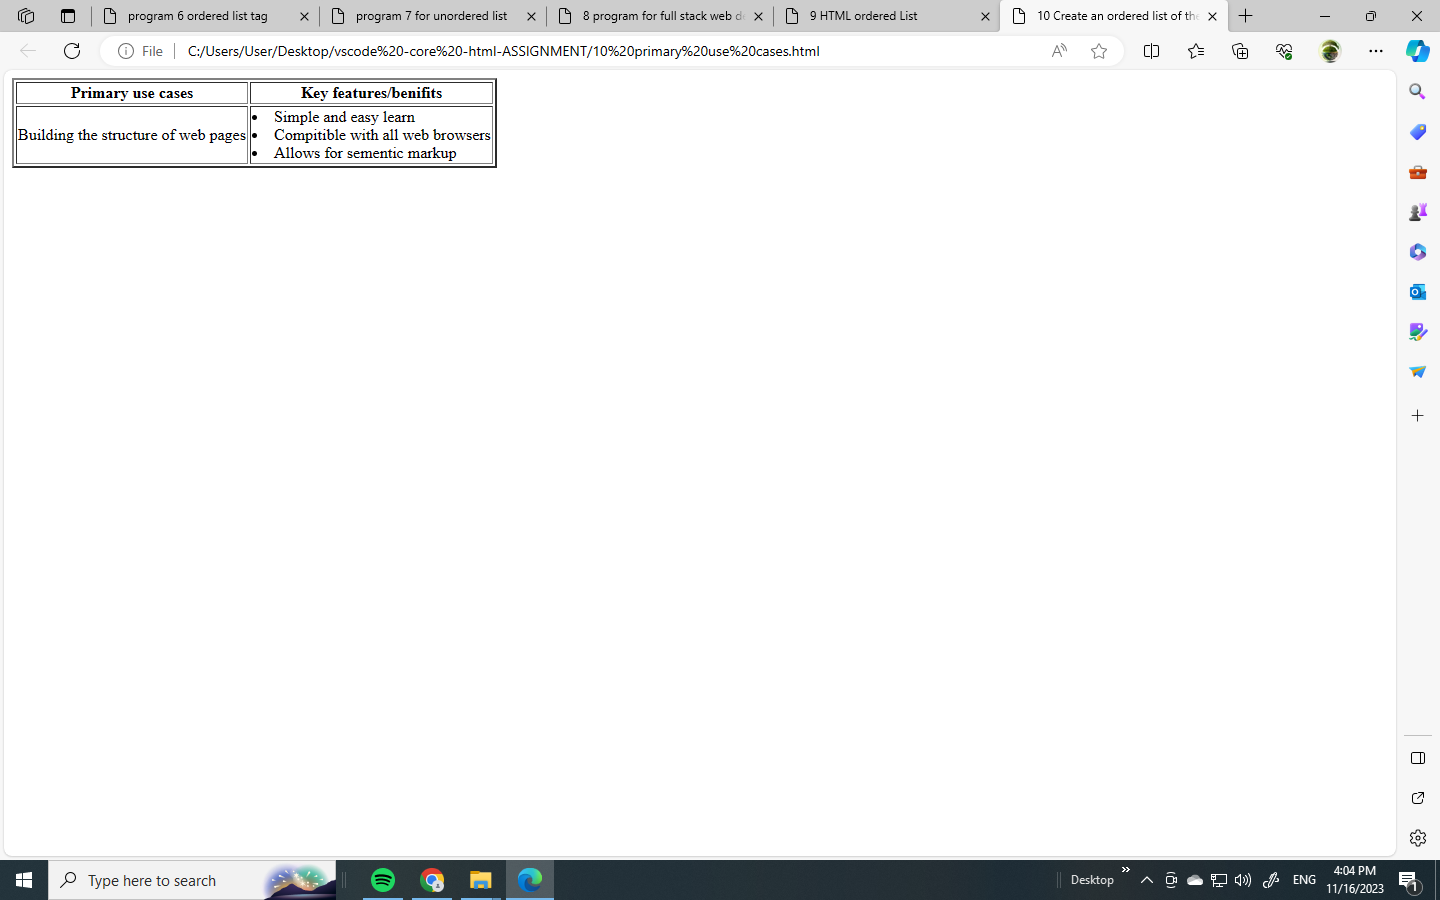 program 6 ordered list tag
program 7 for unordered list
8 program for full stack web de
9 HTML ordered List
10 Create an ordered list of the
File
C:/Users/User/Desktop/vscode%20-core%20-html-ASSIGNMENT/10%20primary%20use%20cases.html
Primary use cases Key features/benifits
Building the structure of web pages
• Simple and easy learn
• Compitible with all web browsers
• Allows for sementic markup
Type here to search
Desktop
ENG
4:04 PM
11/16/2023
1